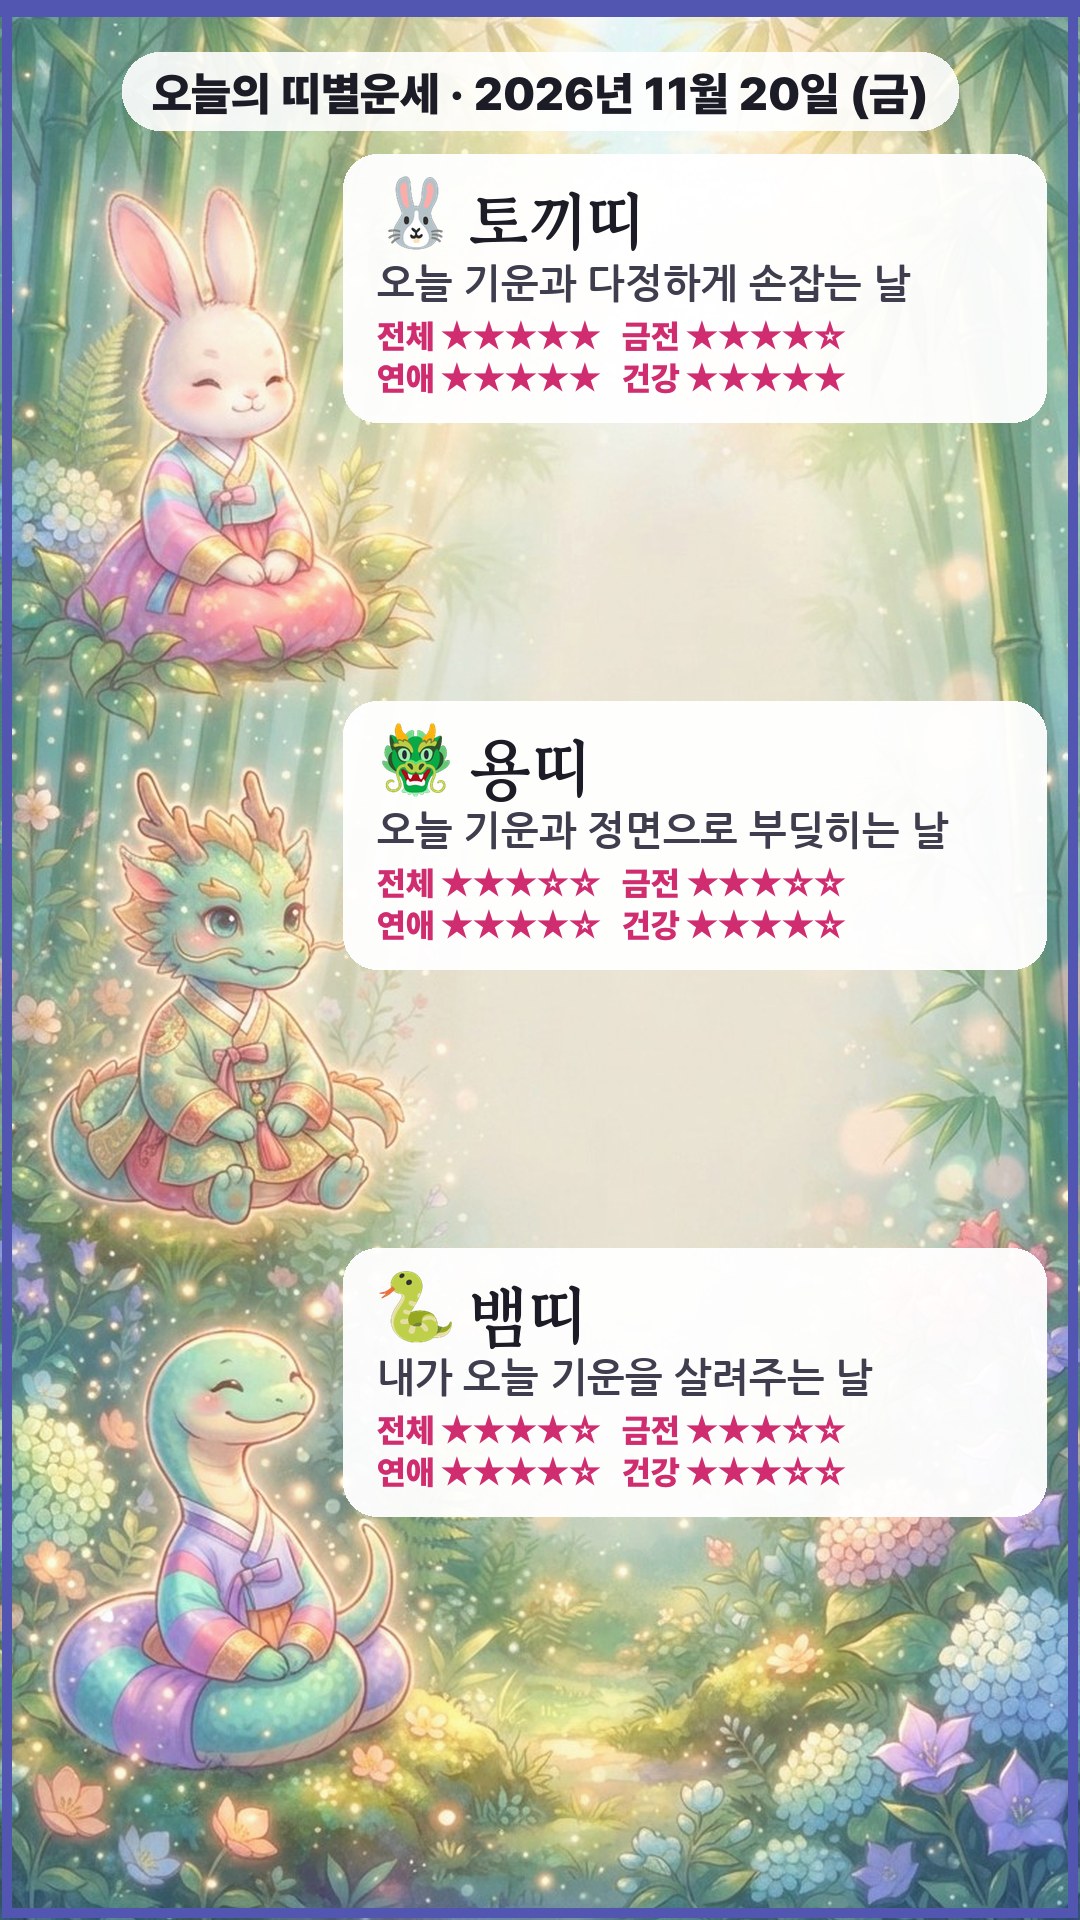 오늘의 띠별운세 · 2026년 11월 20일 (금)
토끼띠
오늘 기운과 다정하게 손잡는 날
전체 ★★★★★ 금전 ★★★★☆
연애 ★★★★★ 건강 ★★★★★
용띠
오늘 기운과 정면으로 부딪히는 날
전체 ★★★☆☆ 금전 ★★★☆☆
연애 ★★★★☆ 건강 ★★★★☆
뱀띠
내가 오늘 기운을 살려주는 날
전체 ★★★★☆ 금전 ★★★☆☆
연애 ★★★★☆ 건강 ★★★☆☆